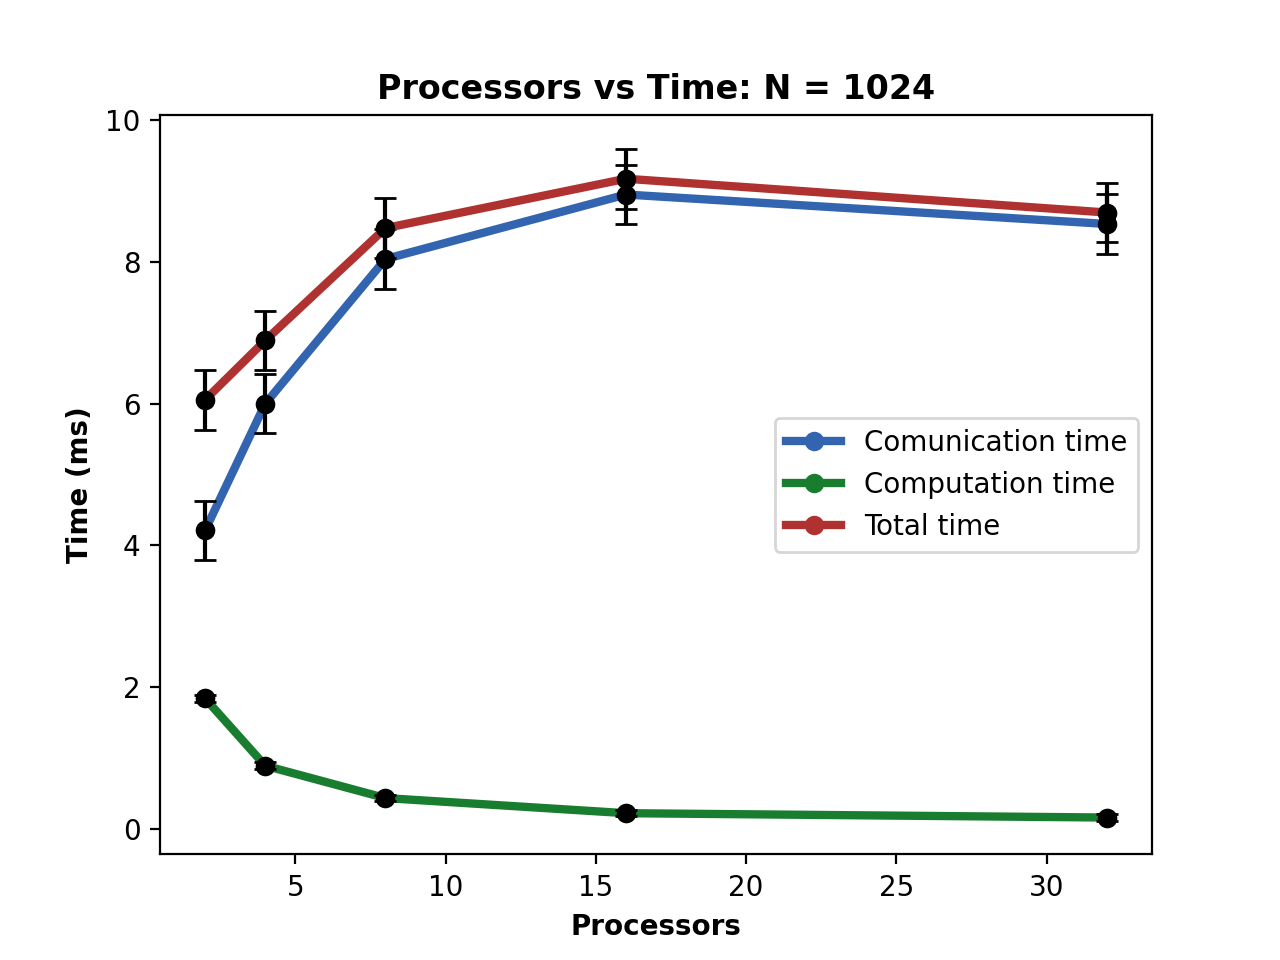 Processors vs Time: N = 1024
10
8
6
4
2
0
Time (ms)
Comunication time
Computation time
Total time
5 10 15 20 25 30
Processors